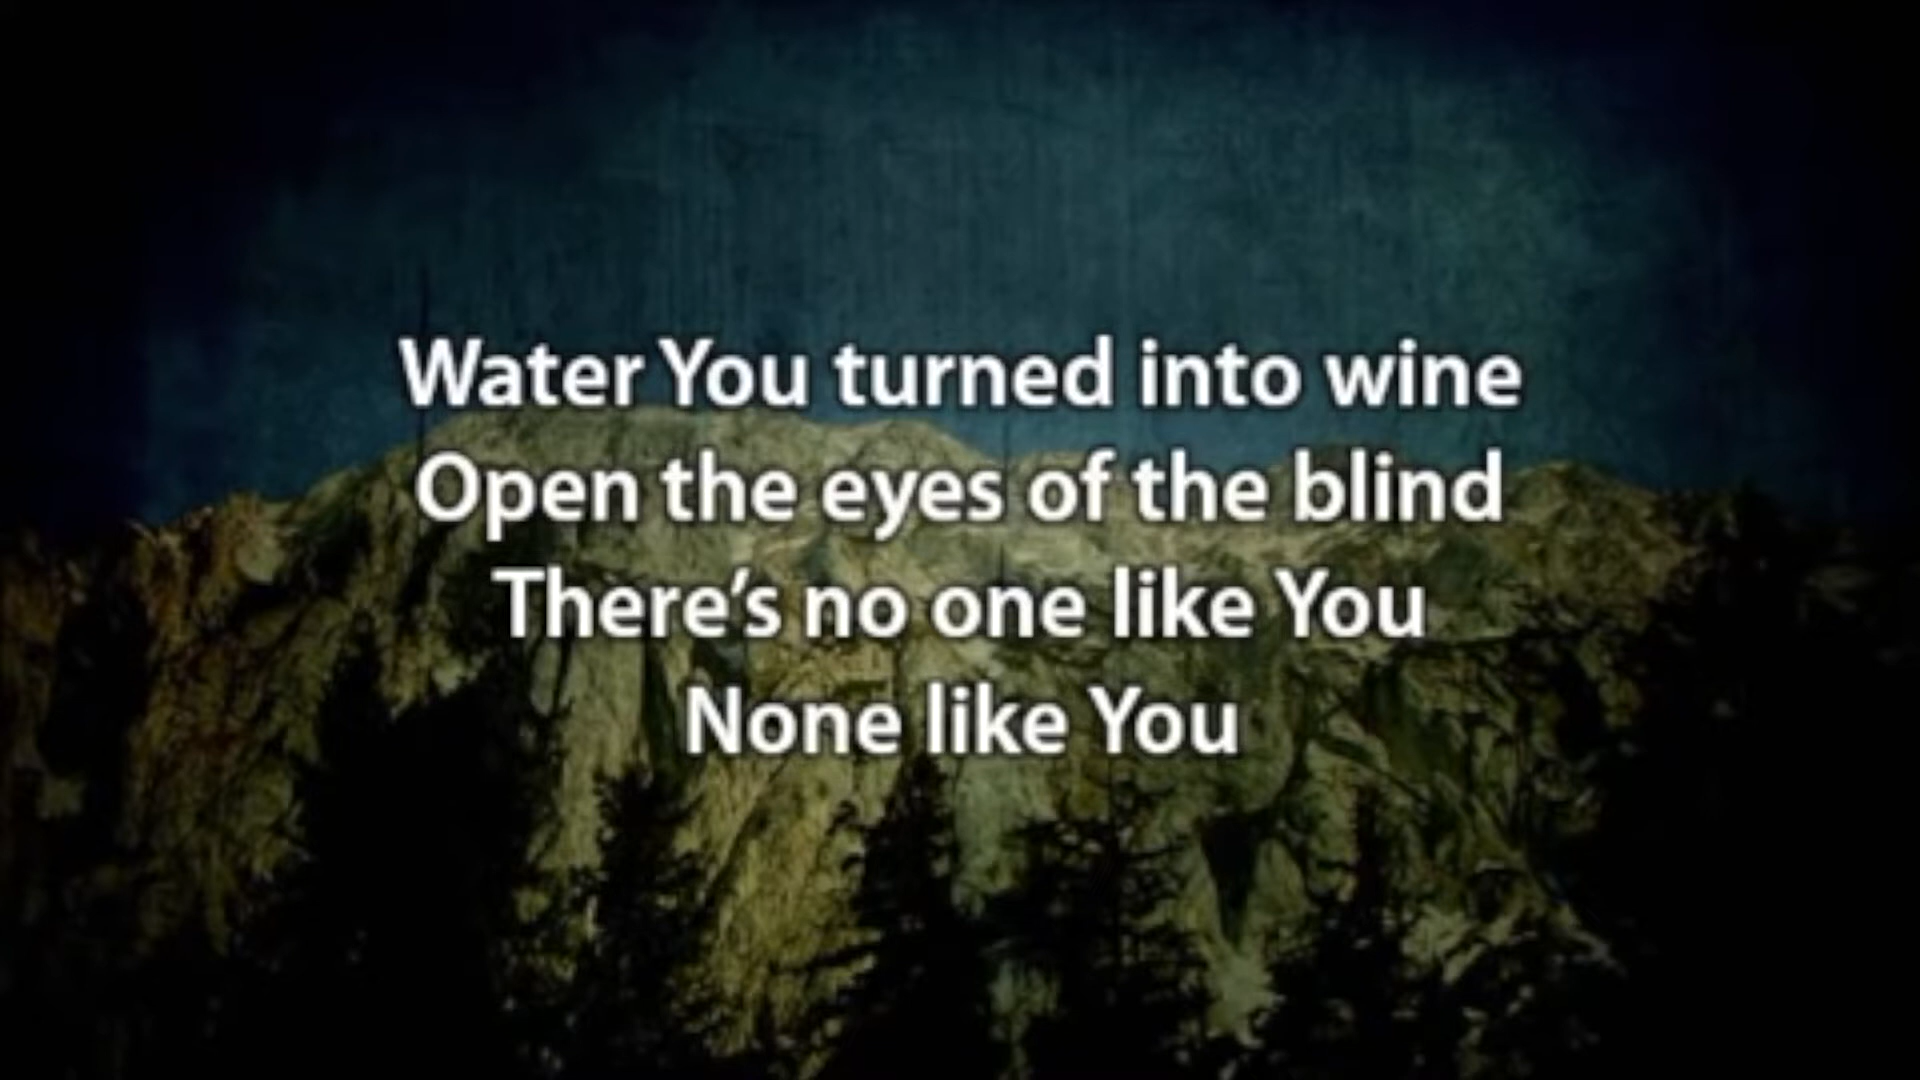 Water You turned into wine
Open the eyes of the blind
There’s no one like You
None like You